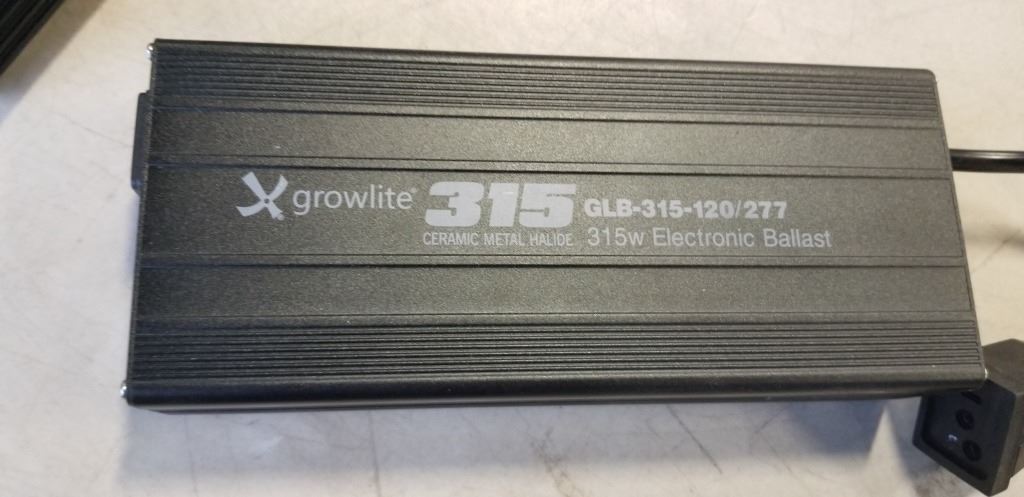 growlite® 315 GLB-315-120/277
CERAMIC METAL HALIDE 315w Electronic Ballast